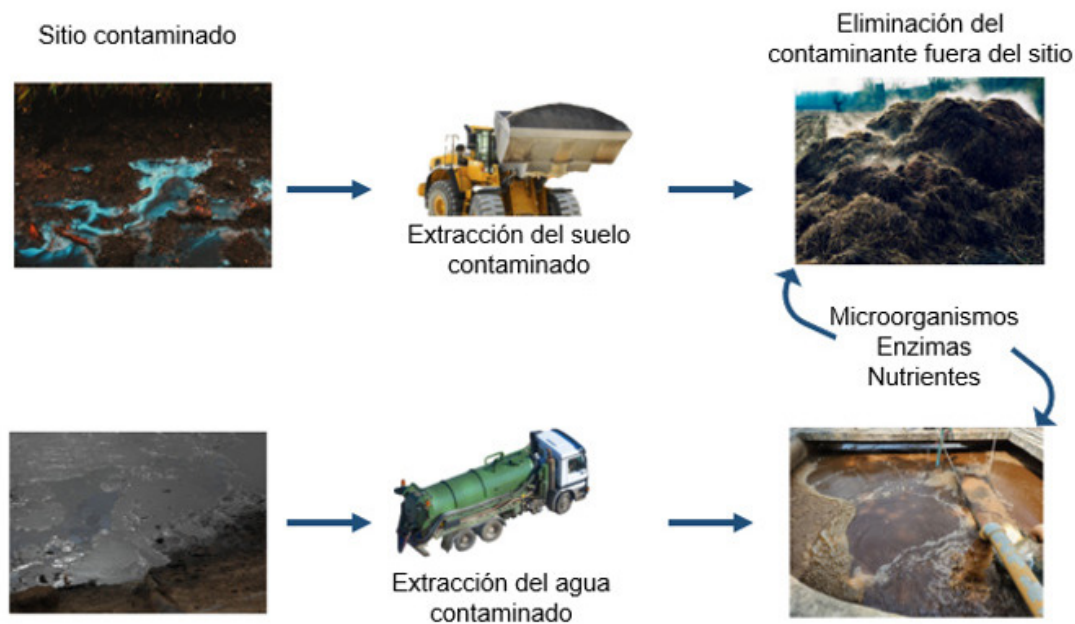 Sitio contaminado
Eliminación del
contaminante fuera del sitio
Extracción del suelo
contaminado
Microorganismos
Enzimas
Nutrientes
Extracción del agua
contaminado